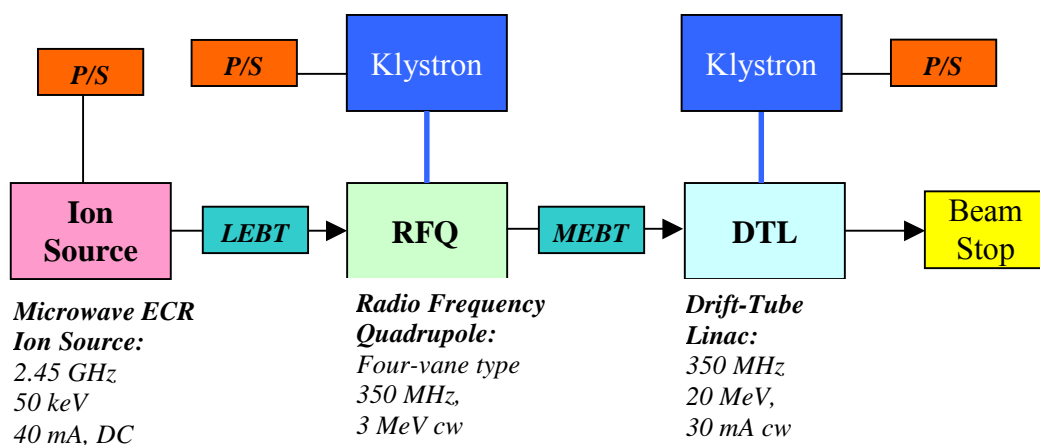 P/S
P/S
Klystron
Klystron
P/S
Ion
Source
LEBT
RFQ
MEBT
DTL
Beam
Stop
Microwave ECR
Ion Source:
2.45 GHz
50 keV
40 mA, DC
Radio Frequency
Quadrupole:
Four-vane type
350 MHz,
3 MeV cw
Drift-Tube
Linac:
350 MHz
20 MeV,
30 mA cw